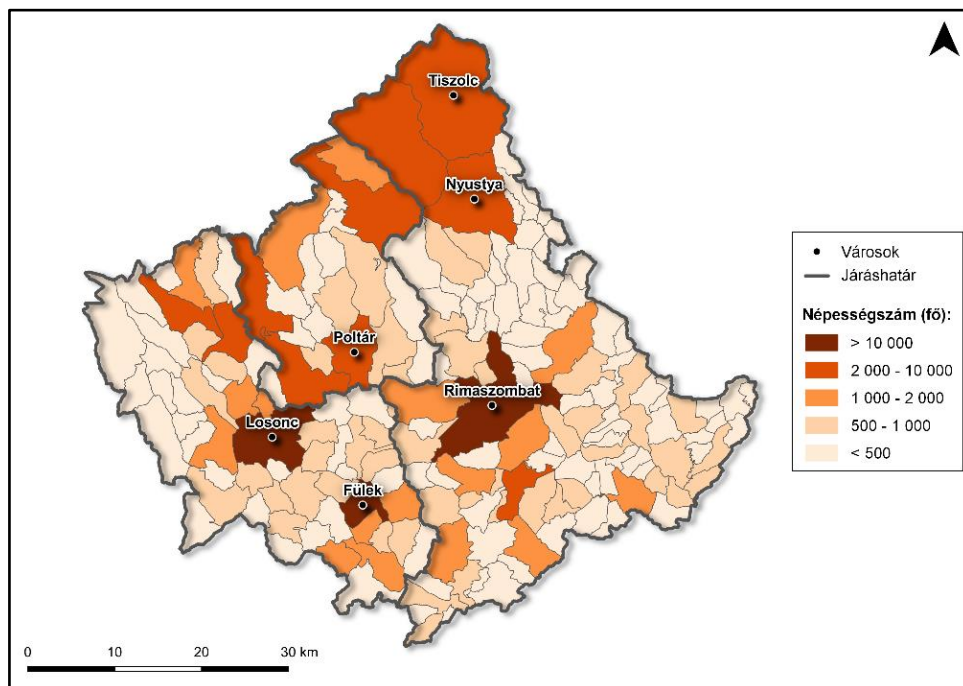 Tiszolc
Nyustya
Poltár
Rimaszombat
Losonc
Fülek
Városok
Járáshatár
Népességszám (fő):
> 10 000
2 000 - 10 000
1 000 - 2 000
500 - 1 000
< 500
0 10 20 30 km